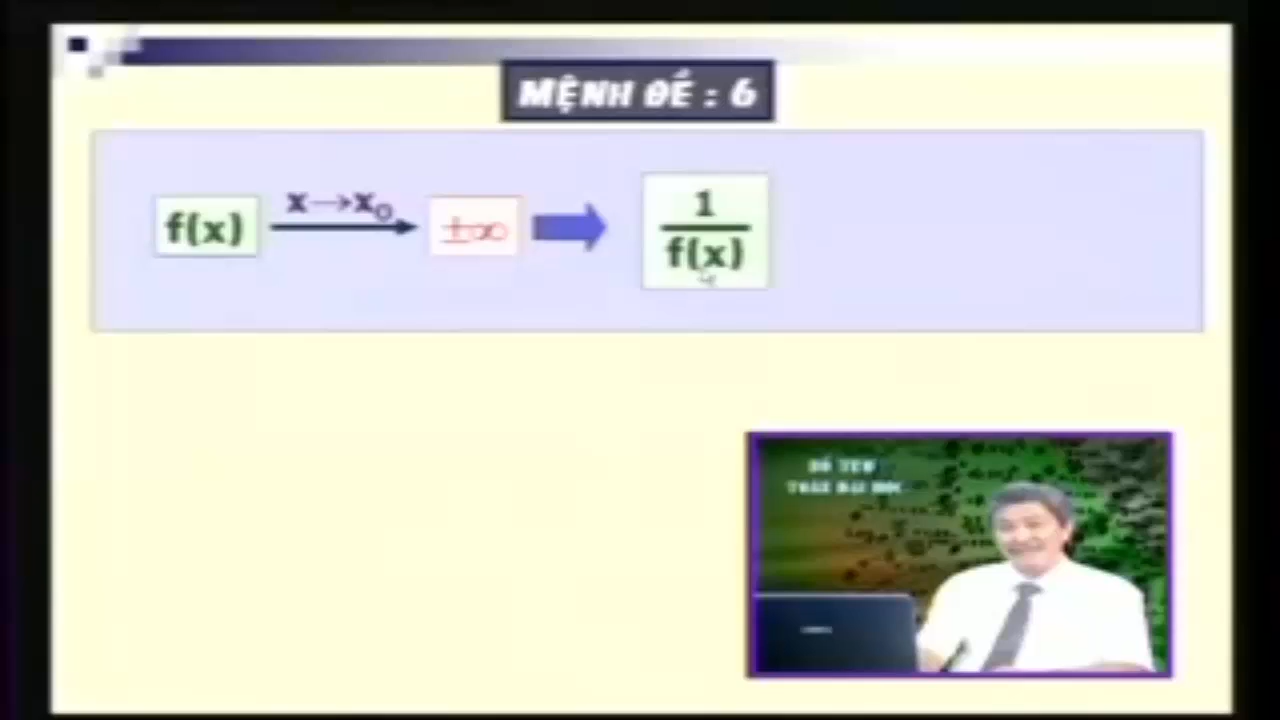 MỆNH ĐỀ : 6
f(x) x→x₀ ±∞ 1
f(x)